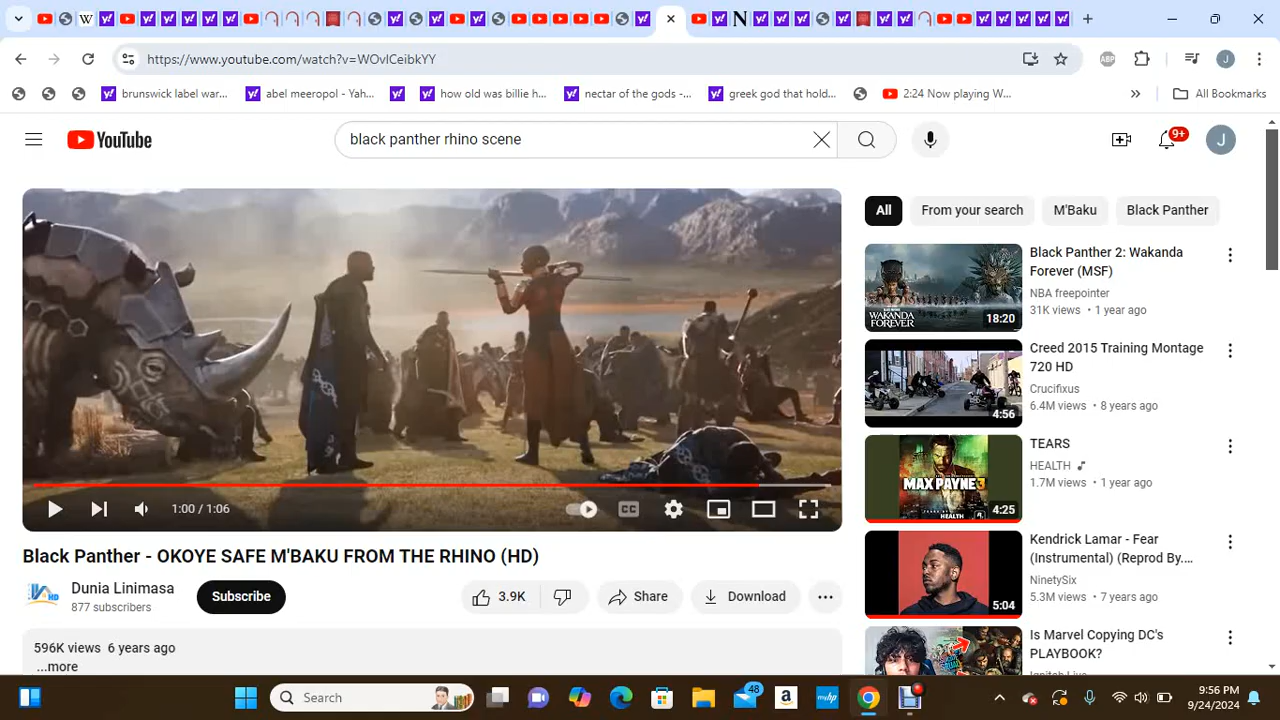 https://www.youtube.com/watch?v=WOvlCeibkYY
ABP
J
brunswick label war...
abel meeropol - Yah...
how old was billie h...
nectar of the gods -...
greek god that hold...
2:24 Now playing W...
All Bookmarks
YouTube
black panther rhino scene
9+
J
All
From your search
M'Baku
Black Panther
WAKANDA
FOREVER
18:20
Black Panther 2: Wakanda
Forever (MSF)
NBA freepointer
31K views • 1 year ago
4:56
Creed 2015 Training Montage
720 HD
Crucifixus
6.4M views • 8 years ago
MAX PAYNE 3
HEALTH
4:25
TEARS
HEALTH
1.7M views • 1 year ago
1:00 / 1:06
CC
Black Panther - OKOYE SAFE M'BAKU FROM THE RHINO (HD)
HD
Dunia Linimasa
877 subscribers
Subscribe
3.9K
Share
Download
5:04
Kendrick Lamar - Fear
(Instrumental) (Reprod By....
NinetySix
5.3M views • 7 years ago
596K views 6 years ago
...more
Is Marvel Copying DC's
PLAYBOOK?
Search
48
a
myhp
9:56 PM
9/24/2024